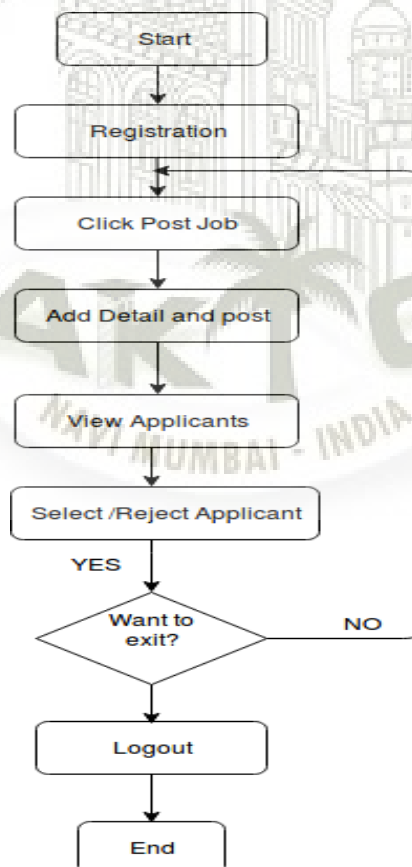 Start
Registration
Click Post Job
Add Detail and post
View Applicants
NAVI MUMBAI - INDIA
Select /Reject Applicant
YES
Want to
exit?
NO
Logout
End